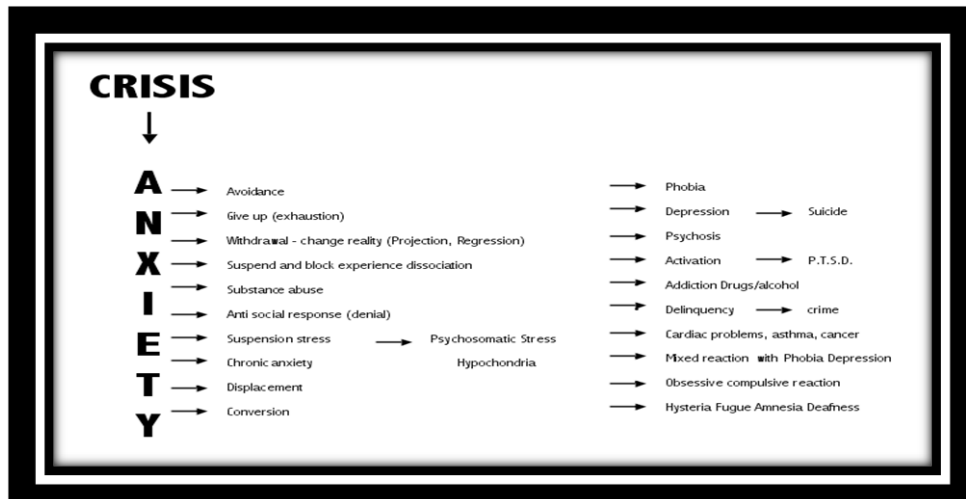 CRISIS
ANXIETY
Avoidance Phobia
Give up (exhaustion) Depression Suicide
Withdrawal - change reality (Projection, Regression) Psychosis
Suspend and block experience dissociation Activation P.T.S.D.
Substance abuse Addiction Drugs/alcohol
Anti social response (denial) Delinquency crime
Suspension stress Psychosomatic Stress Cardiac problems, asthma, cancer
Chronic anxiety Hypochondria Mixed reaction with Phobia Depression
Displacement Obsessive compulsive reaction
Conversion Hysteria Fugue Amnesia Deafness